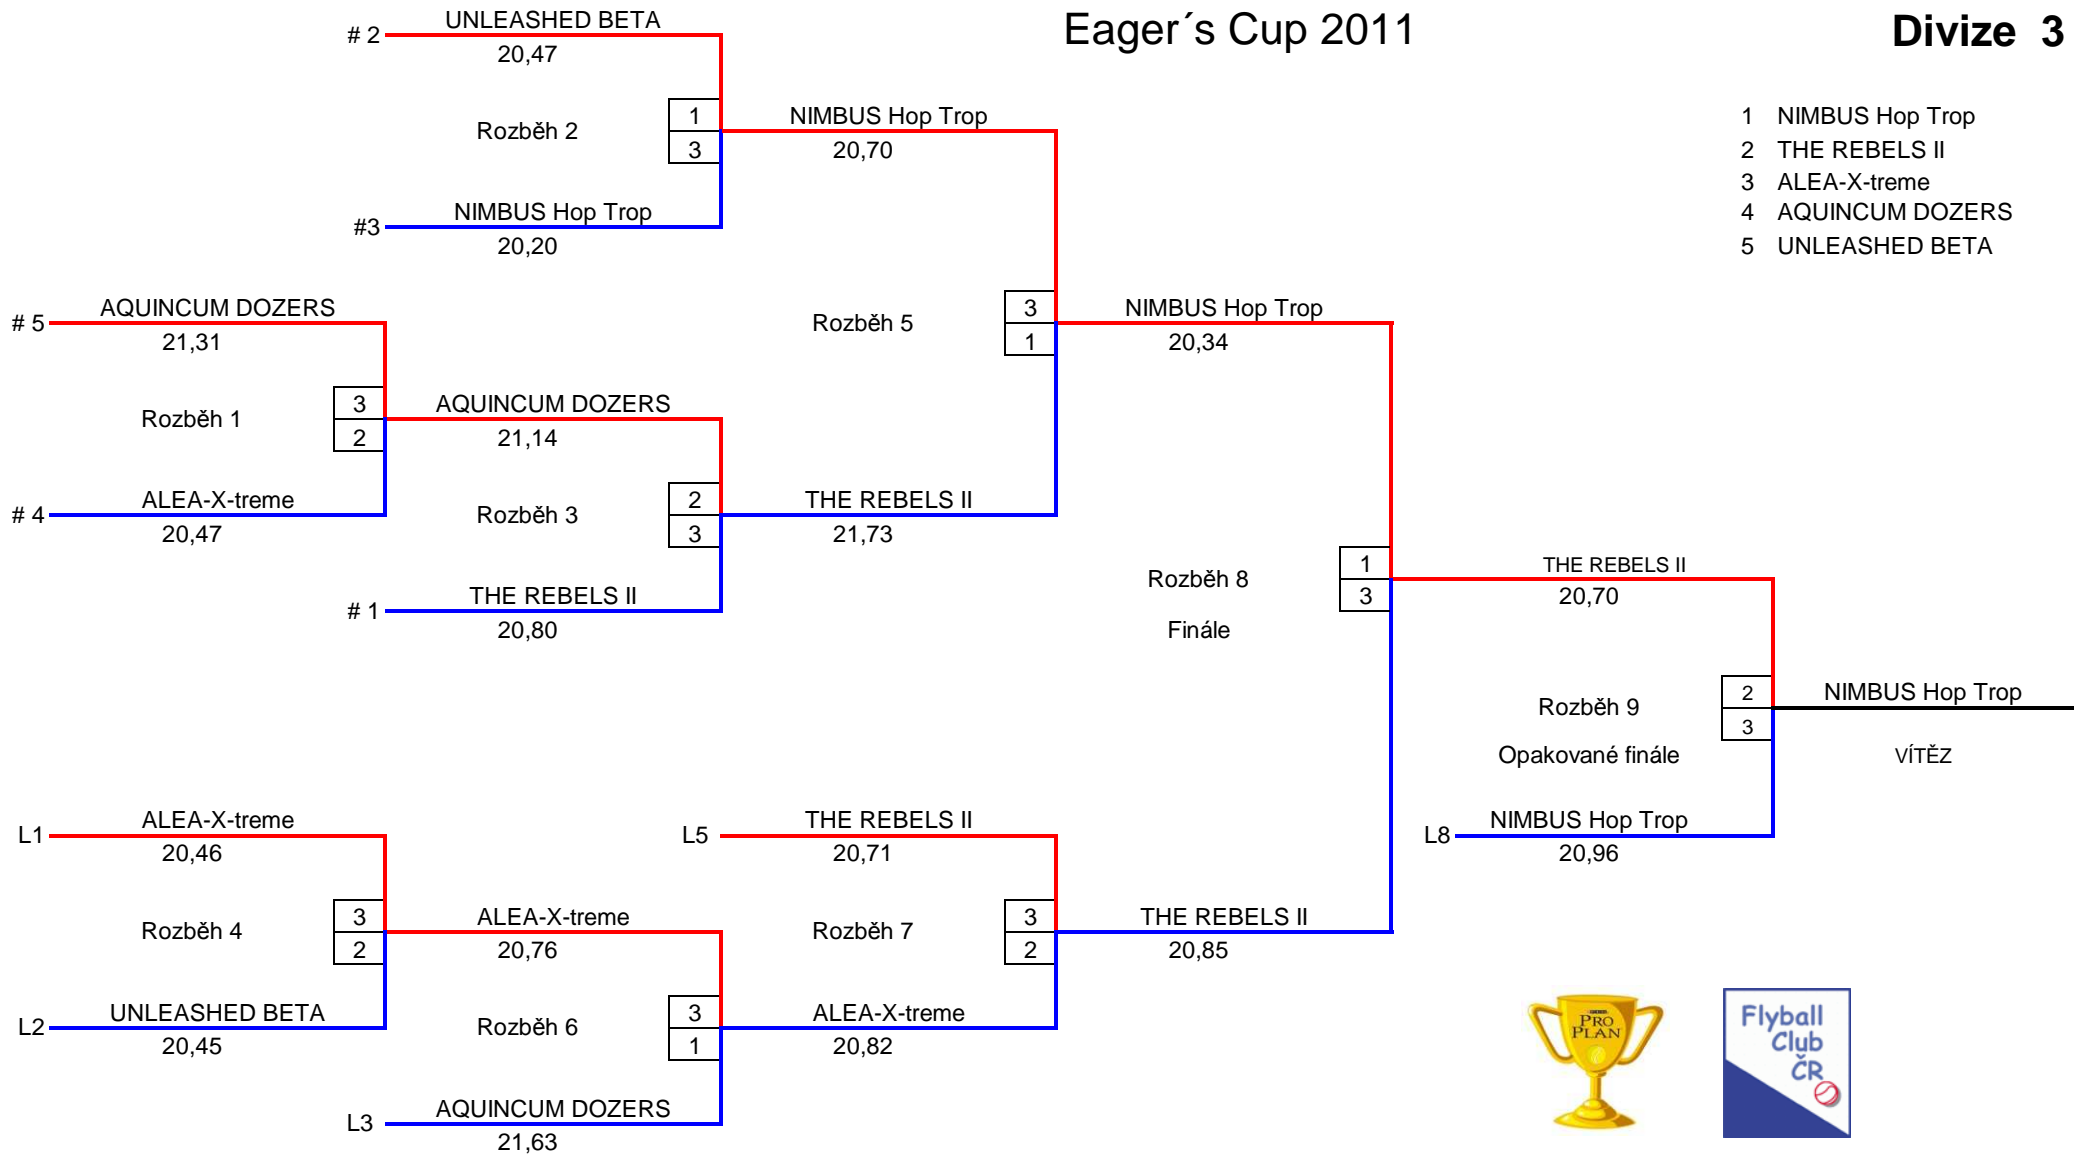 Eager´s Cup 2011
Divize 3
1 NIMBUS Hop Trop
2 THE REBELS II
3 ALEA-X-treme
4 AQUINCUM DOZERS
5 UNLEASHED BETA
# 2
UNLEASHED BETA
20,47
Rozběh 2
1
3
#3
NIMBUS Hop Trop
20,20
NIMBUS Hop Trop
20,70
# 5
AQUINCUM DOZERS
21,31
Rozběh 1
3
2
# 4
ALEA-X-treme
20,47
AQUINCUM DOZERS
21,14
Rozběh 3
2
3
# 1
THE REBELS II
20,80
THE REBELS II
21,73
Rozběh 5
3
1
NIMBUS Hop Trop
20,34
Rozběh 8
1
3
Finále
THE REBELS II
20,70
Rozběh 9
2
3
Opakované finále
NIMBUS Hop Trop
VÍTĚZ
L8
NIMBUS Hop Trop
20,96
L1
ALEA-X-treme
20,46
Rozběh 4
3
2
L2
UNLEASHED BETA
20,45
ALEA-X-treme
20,76
Rozběh 6
3
1
L3
AQUINCUM DOZERS
21,63
L5
THE REBELS II
20,71
Rozběh 7
3
2
ALEA-X-treme
20,82
THE REBELS II
20,85
PRO
PLAN
Flyball
Club
ČR